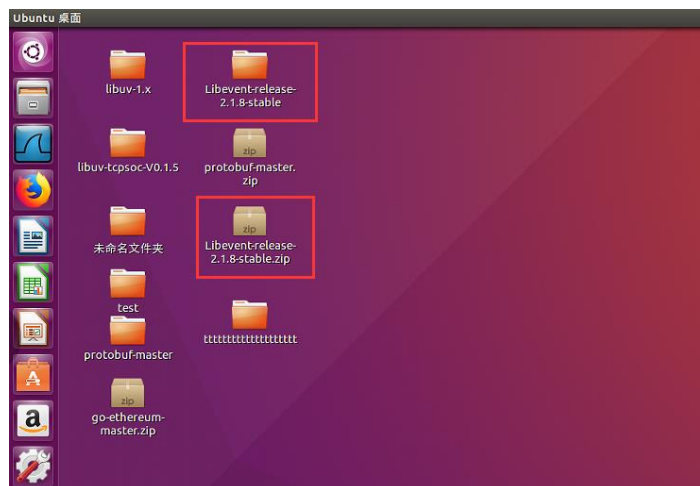 Ubuntu 桌面
libuv-1.x
Libevent-release-
2.1.8-stable
libuv-tcpsoc-V0.1.5
zip
protobuf-master.
zip
未命名文件夹
zip
Libevent-release-
2.1.8-stable.zip
test
tttttttttttttttttttt
protobuf-master
zip
go-ethereum-
master.zip